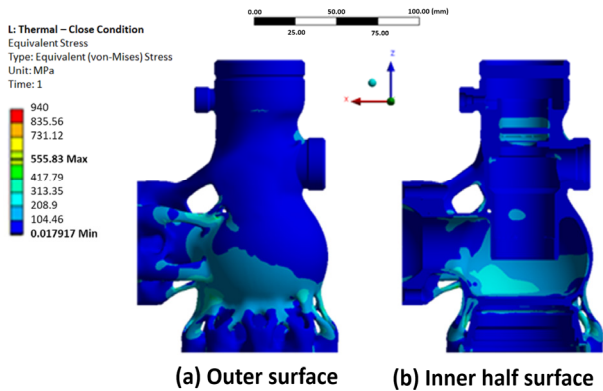 0.00 50.00 100.00 (mm)
25.00 75.00
L: Thermal – Close Condition
Equivalent Stress
Type: Equivalent (von-Mises) Stress
Unit: MPa
Time: 1
940
835.56
731.12
555.83 Max
417.79
313.35
208.9
104.46
0.017917 Min
Z
X
(a) Outer surface
(b) Inner half surface